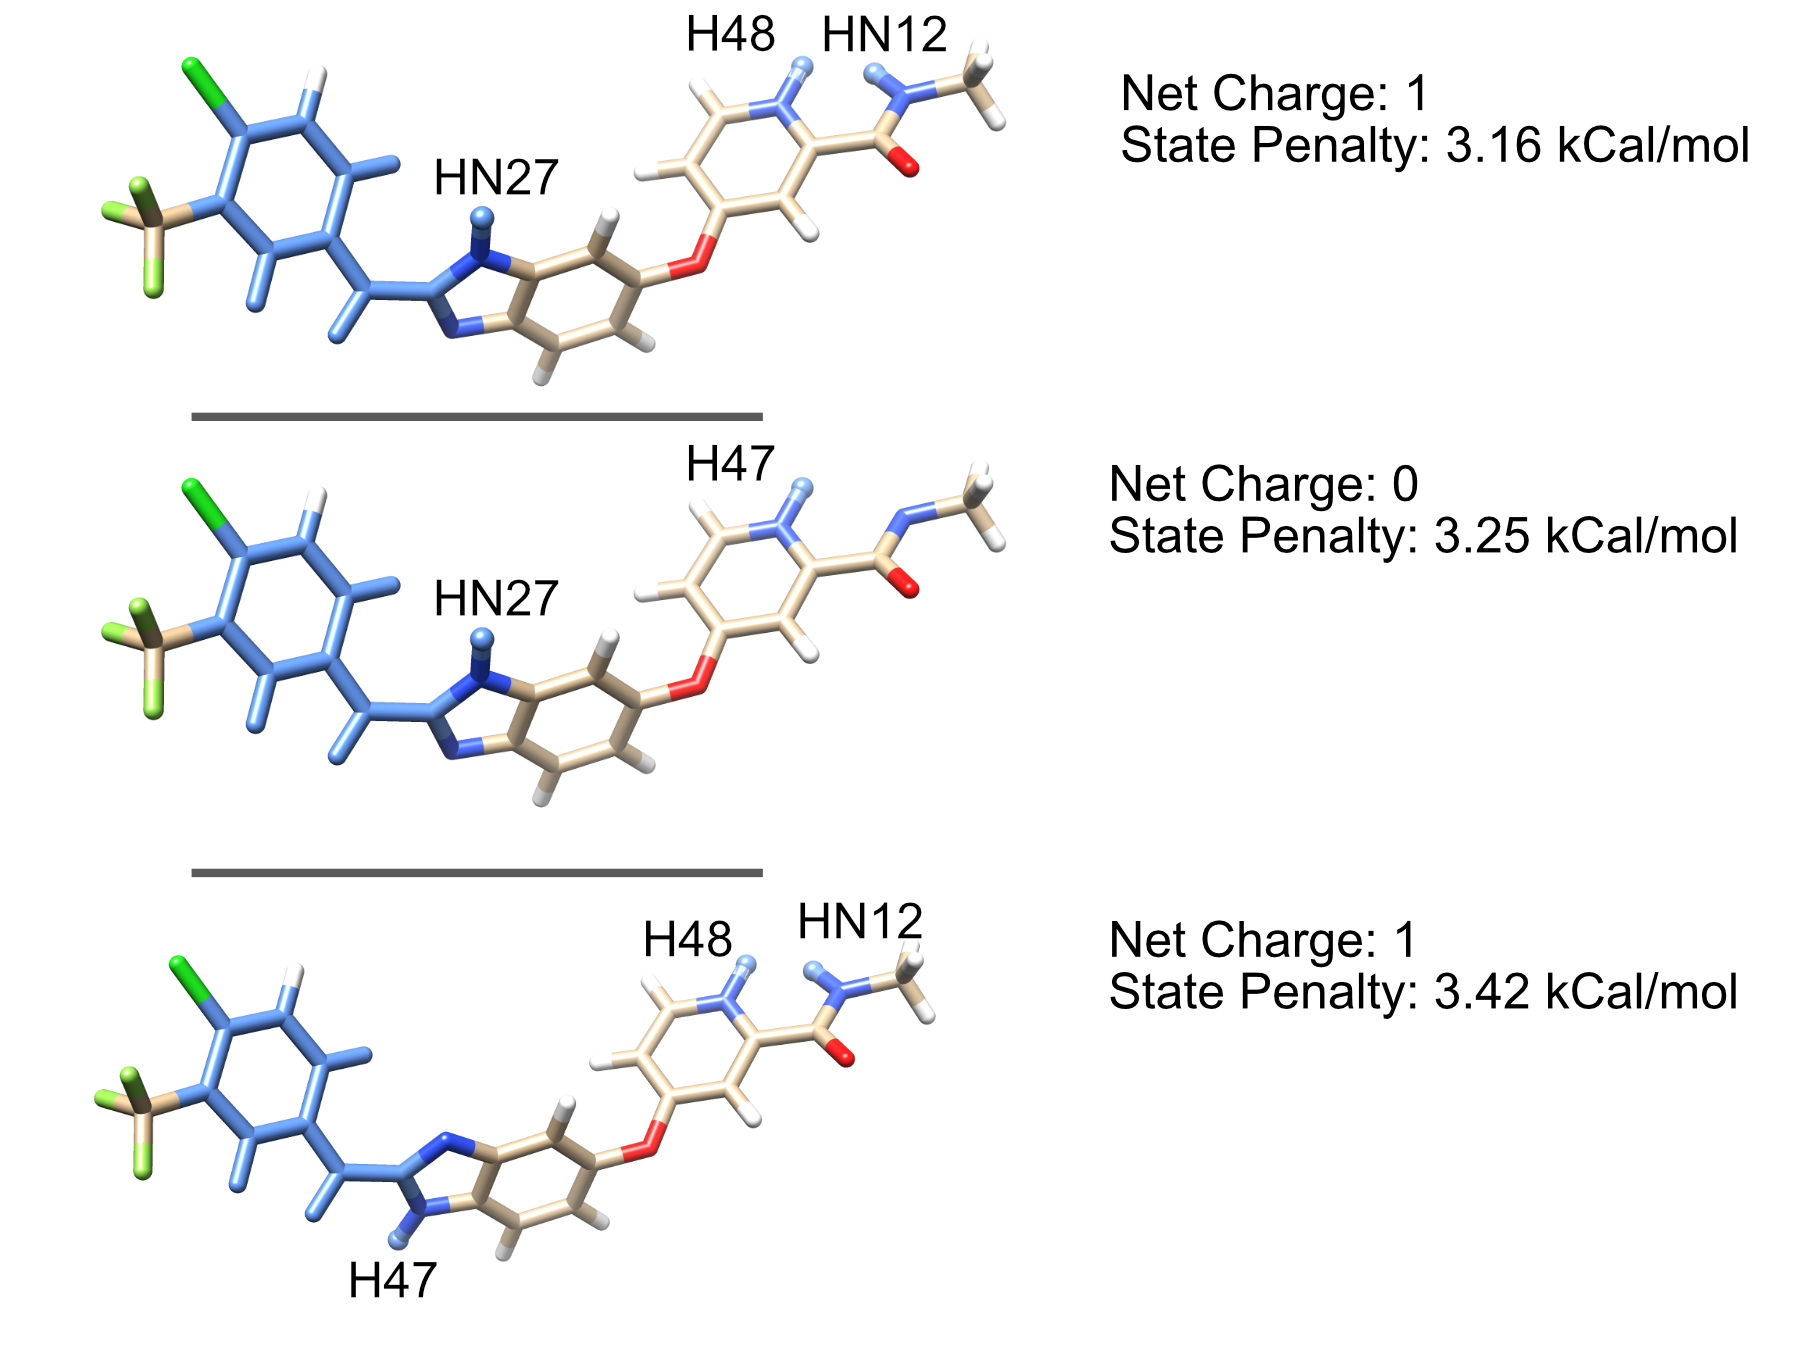 H48 HN12
Net Charge: 1
State Penalty: 3.16 kCal/mol
HN27
H47
Net Charge: 0
State Penalty: 3.25 kCal/mol
HN27
HN12
H48
Net Charge: 1
State Penalty: 3.42 kCal/mol
H47